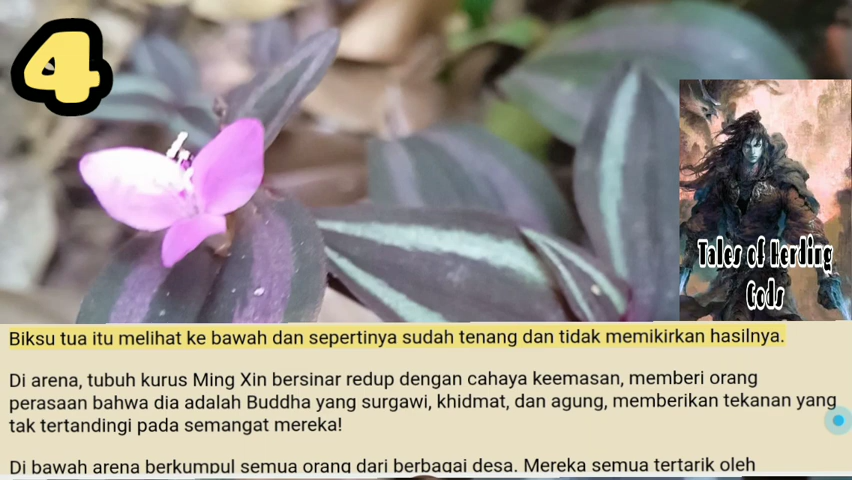 4
Tales of Herding
Gods
Biksu tua itu melihat ke bawah dan sepertinya sudah tenang dan tidak memikirkan hasilnya.
Di arena, tubuh kurus Ming Xin bersinar redup dengan cahaya keemasan, memberi orang
perasaan bahwa dia adalah Buddha yang surgawi, khidmat, dan agung, memberikan tekanan yang
tak tertandingi pada semangat mereka!
Di bawah arena berkumpul semua orang dari berbagai desa. Mereka semua tertarik oleh